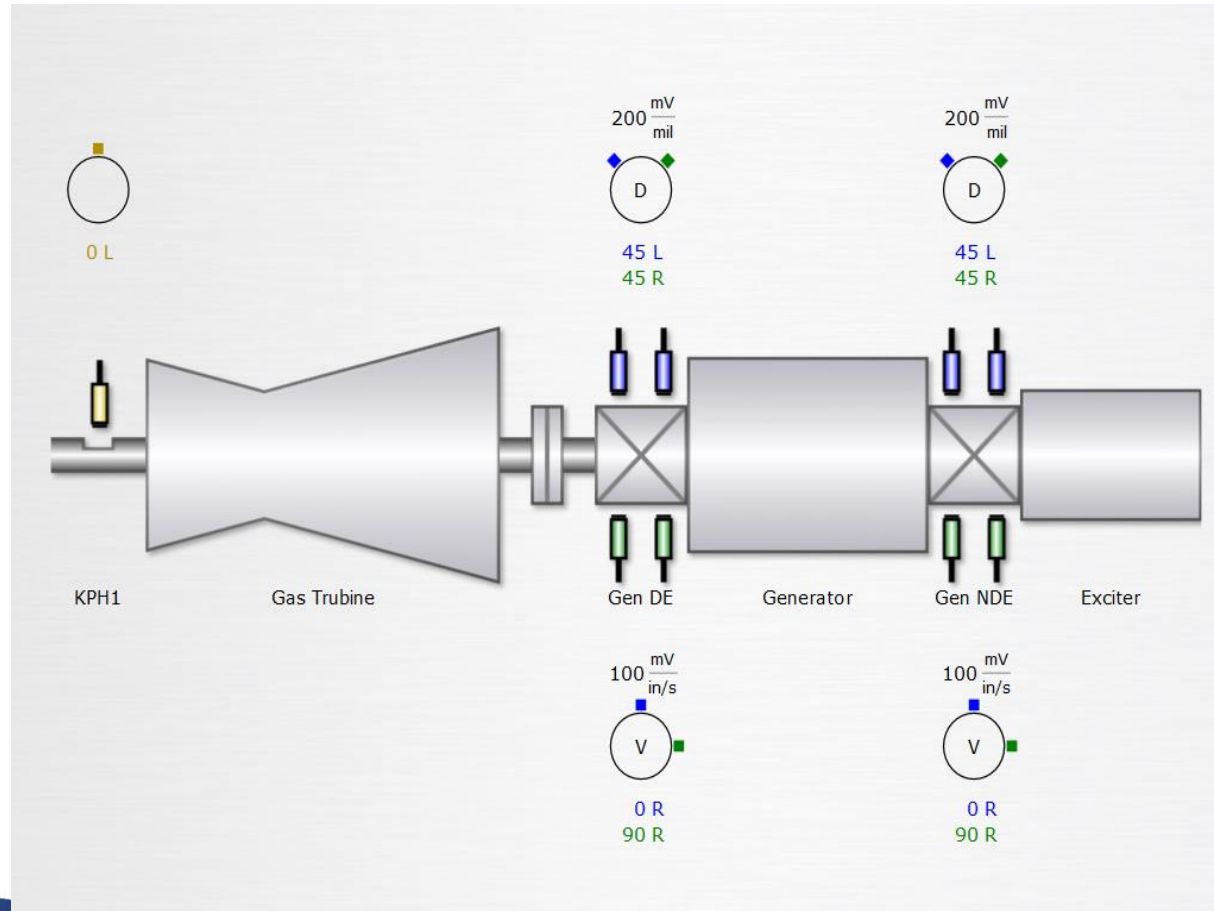 200 mV/mil
200 mV/mil
D
D
0 L
45 L
45 R
45 L
45 R
KPH1
Gas Trubine
Gen DE
Generator
Gen NDE
Exciter
100 mV/in/s
100 mV/in/s
V
V
0 R
90 R
0 R
90 R